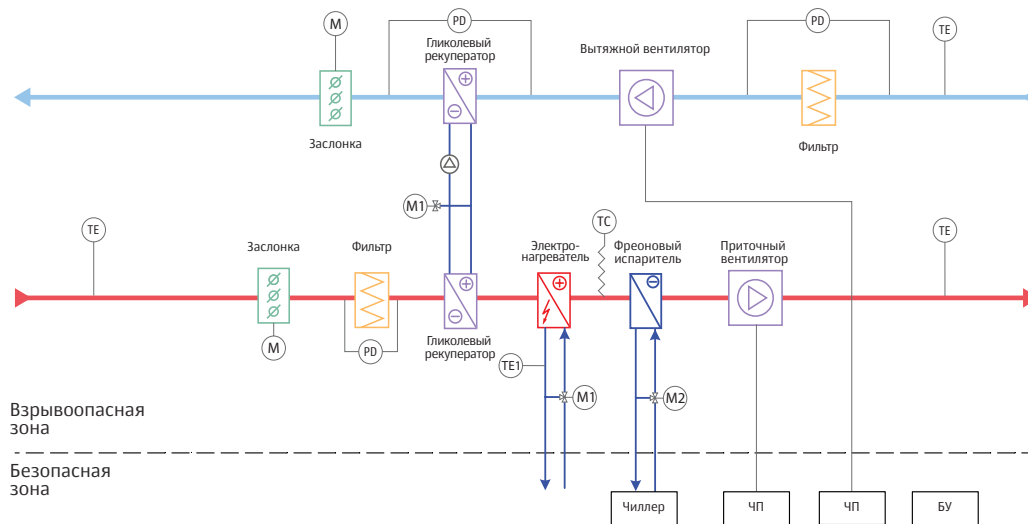 M
PD
PD
TE
Гликолевый
рекуператор
Вытяжной вентилятор
Заслонка
Фильтр
M1
TE
Заслонка
Фильтр
Электро-
нагреватель
TC
Фреоновый
испаритель
Приточный
вентилятор
TE
M
PD
Гликолевый
рекуператор
TE1
M1
M2
Взрывоопасная
зона
Безопасная
зона
Чиллер
ЧП
ЧП
БУ